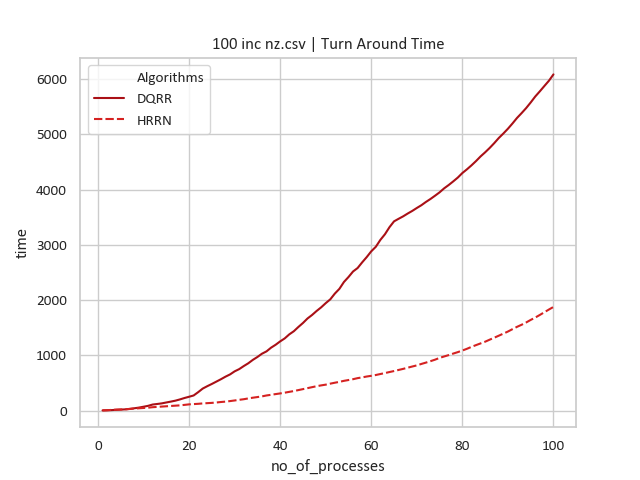 100 inc nz.csv | Turn Around Time
Algorithms
DQRR
HRRN
6000
5000
4000
3000
2000
1000
0
time
0 20 40 60 80 100
no_of_processes